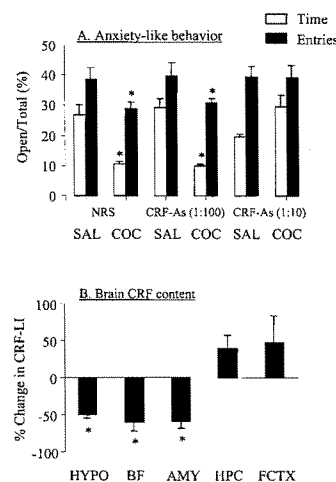 Time
Entries
A. Anxiety-like behavior
Open/Total (%)
50
40
30
20
10
0
* * * *
NRS CRF-As (1:100) CRF-As (1:10)
SAL COC SAL COC SAL COC
B. Brain CRF content
% Change in CRF-LI
100
50
0
-50
-100
* * *
HYPO BF AMY HPC FCTX